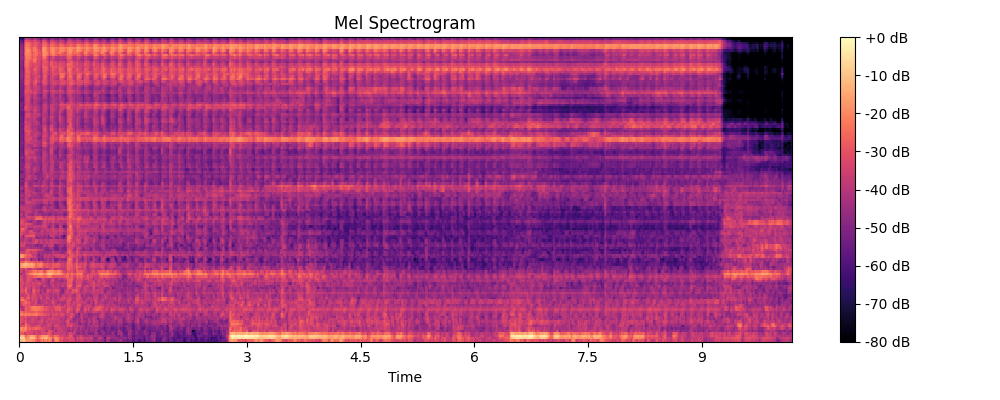 Mel Spectrogram
+0 dB
-10 dB
-20 dB
-30 dB
-40 dB
-50 dB
-60 dB
-70 dB
-80 dB
0 1.5 3 4.5 6 7.5 9
Time